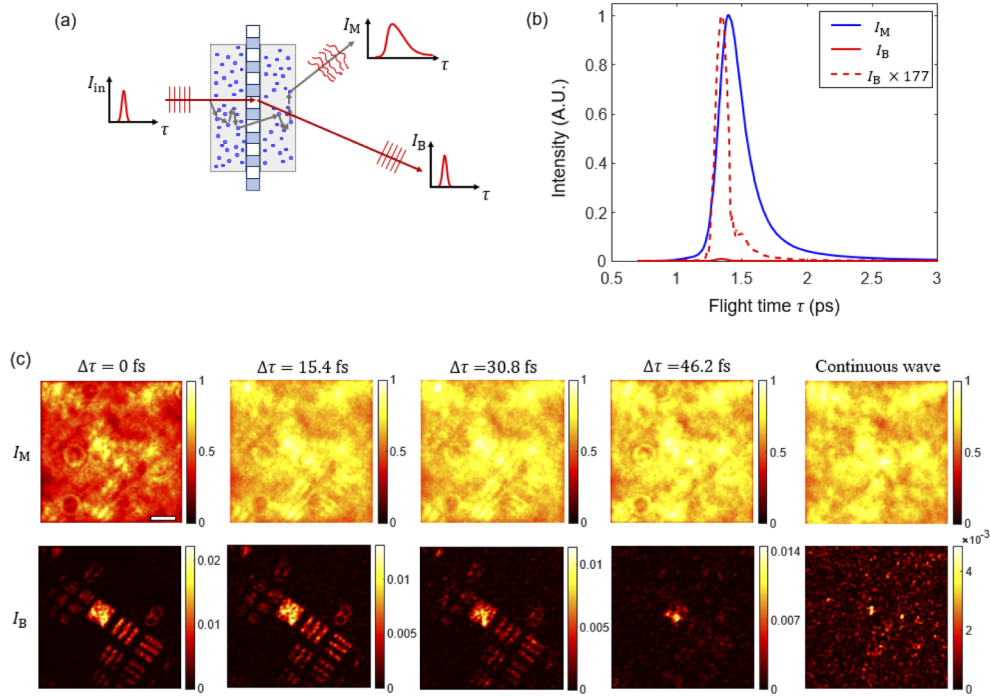 (a)
I_in
τ
I_M
τ
I_B
τ
(b)
Intensity (A.U.)
1
0.8
0.6
0.4
0.2
0
0.5
1
1.5
2
2.5
3
Flight time τ (ps)
I_M
I_B
I_B × 177
(c)
Δτ = 0 fs
Δτ = 15.4 fs
Δτ = 30.8 fs
Δτ = 46.2 fs
Continuous wave
I_M
1
0.5
0
1
0.5
0
1
0.5
0
1
0.5
0
1
0.5
0
I_B
0.02
0.01
0
0.01
0.005
0
0.01
0.005
0
0.014
0.007
0
×10⁻³
4
2
0